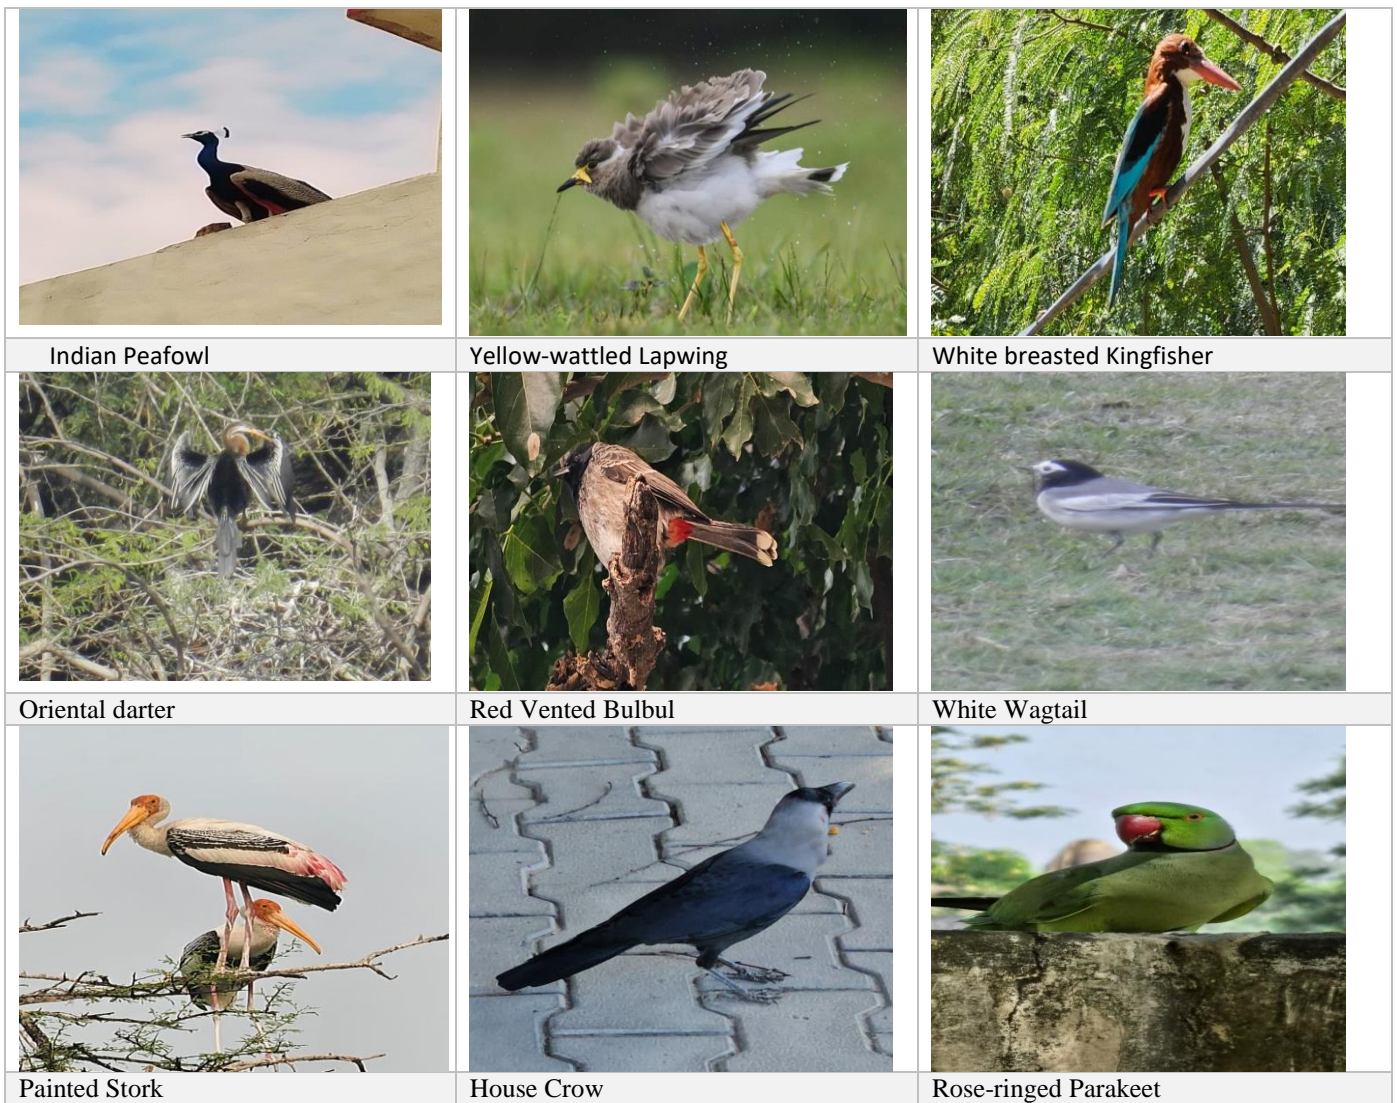 Indian Peafowl
Yellow-wattled Lapwing
White breasted Kingfisher
Oriental darter
Red Vented Bulbul
White Wagtail
Painted Stork
House Crow
Rose-ringed Parakeet